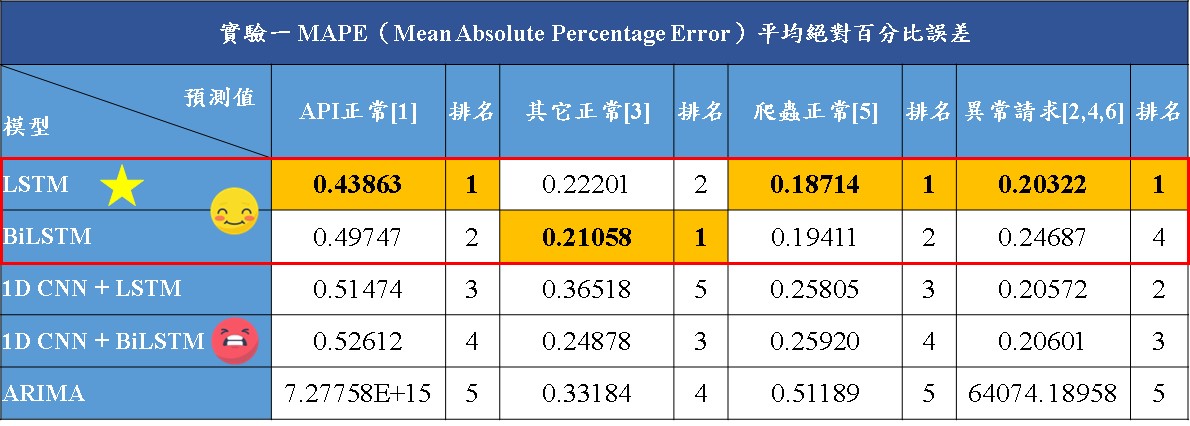 實驗一 MAPE（Mean Absolute Percentage Error）平均絕對百分比誤差
預測值
模型
API正常[1] 排名 其它正常[3] 排名 爬蟲正常[5] 排名 異常請求[2,4,6] 排名
LSTM 0.43863 1 0.22201 2 0.18714 1 0.20322 1
BiLSTM 0.49747 2 0.21058 1 0.19411 2 0.24687 4
1D CNN + LSTM 0.51474 3 0.36518 5 0.25805 3 0.20572 2
1D CNN + BiLSTM 0.52612 4 0.24878 3 0.25920 4 0.20601 3
ARIMA 7.27758E+15 5 0.33184 4 0.51189 5 64074.18958 5